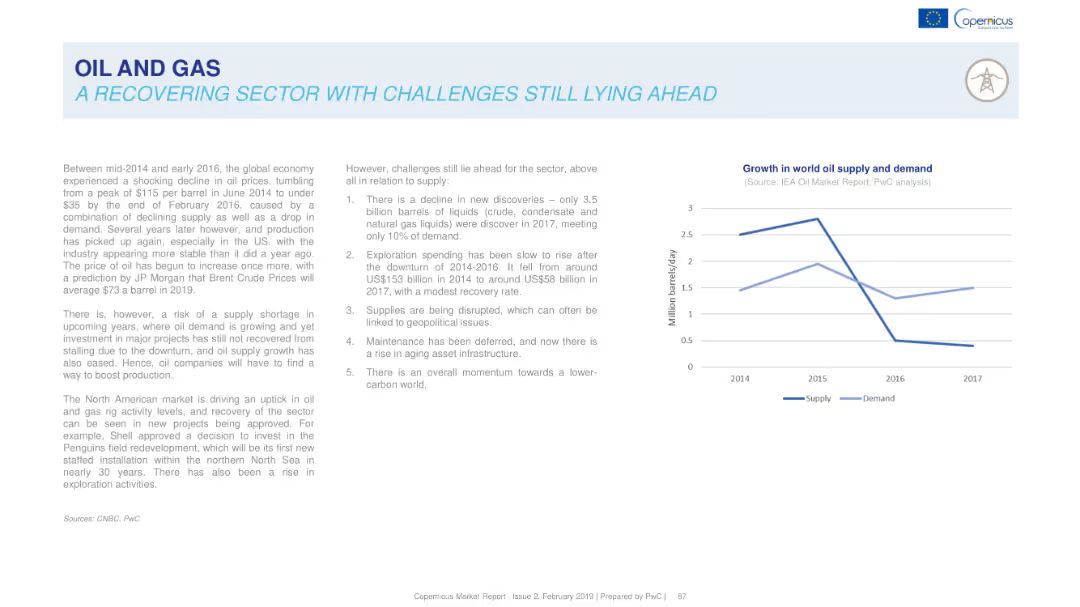 opernicus
OIL AND GAS
A RECOVERING SECTOR WITH CHALLENGES STILL LYING AHEAD
Between mid-2014 and early 2016, the global economy
experienced a shocking decline in oil prices. tumbling
from a peak of $115 per barrel in June 2014 to under
$35 by the end of February 2016. caused by a
combination of declining supply as well as a drop in
demand. Several years later however, and production
has picked up again, especially in the US. with the
industry appearing more stable than it did a year ago.
The price of oil has begun to increase once more, with
a prediction by JP Morgan that Brent Crude Prices will
average $73 a barrel in 2019.
There is, however, a risk of a supply shortage in
upcoming years, where oil demand is growing and yet
investment in major projects has still not recovered from
stalling due to the downturn, and oil supply growth has
also eased. Hence, oil companies will have to find a
way to boost production.
The North American market is driving an uptick in oil
and gas rig activity levels, and recovery of the sector
can be seen in new projects being approved. For
example, Shell approved a decision to invest in the
Penguins field redevelopment, which will be its first new
staffed installation within the northern North Sea in
nearly 30 years. There has also been a rise in
exploration activities.
Sources: CNBC, PwC
However, challenges still lie ahead for the sector, above
all in relation to supply:
1. There is a decline in new discoveries – only 3.5
billion barrels of liquids (crude, condensate and
natural gas liquids) were discover in 2017, meeting
only 10% of demand.
2. Exploration spending has been slow to rise after
the downturn of 2014-2016. It fell from around
US$153 billion in 2014 to around US$58 billion in
2017, with a modest recovery rate.
3. Supplies are being disrupted, which can often be
linked to geopolitical issues.
4. Maintenance has been deferred, and now there is
a rise in aging asset infrastructure.
5. There is an overall momentum towards a lower-
carbon world.
Growth in world oil supply and demand
(Source: IEA Oil Market Report; PwC analysis)
Million barrels/day
3
2.5
2
1.5
1
0.5
0
2014 2015 2016 2017
Supply Demand
Copernicus Market Report Issue 2, February 2019 | Prepared by PwC | 87